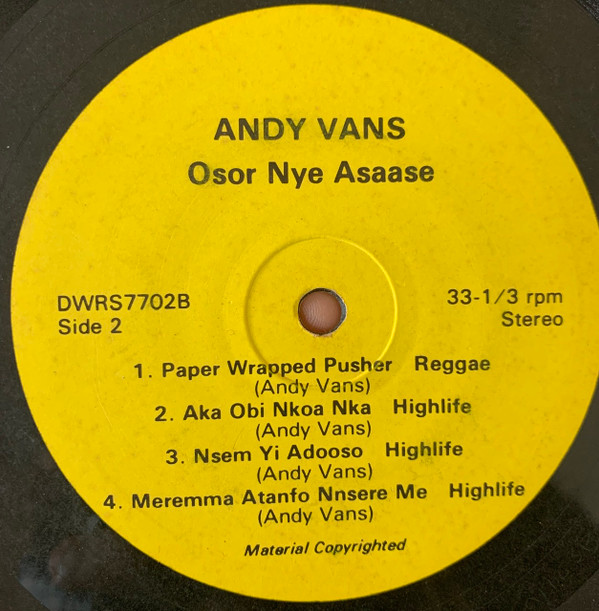 ANDY VANS
Osor Nye Asaase
DWRS7702B
Side 2
33-1/3 rpm
Stereo
1. Paper Wrapped Pusher Reggae
(Andy Vans)
2. Aka Obi Nkoa Nka Highlife
(Andy Vans)
3. Nsem Yi Adooso Highlife
(Andy Vans)
4. Meremma Atanfo Nnsere Me Highlife
(Andy Vans)
Material Copyrighted